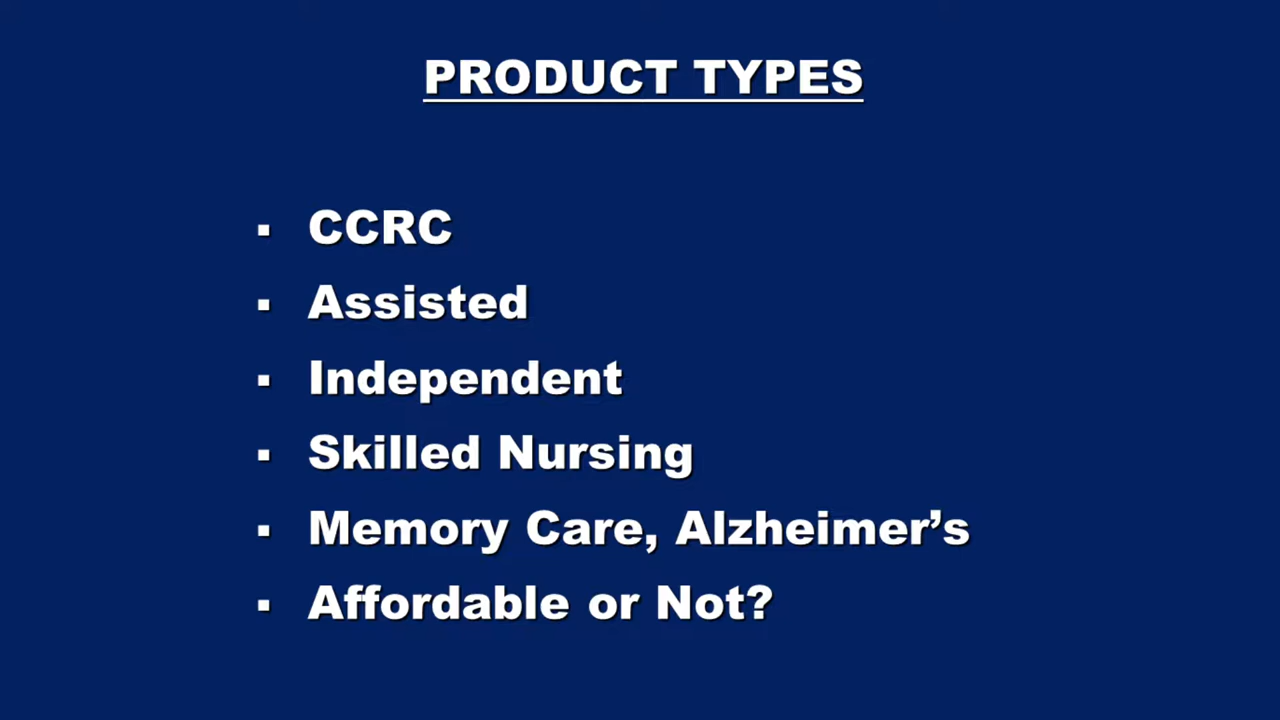 PRODUCT TYPES
▪ CCRC
▪ Assisted
▪ Independent
▪ Skilled Nursing
▪ Memory Care, Alzheimer’s
▪ Affordable or Not?